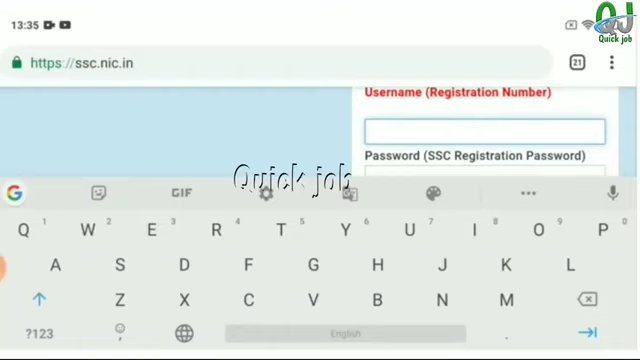 13:35
QJ
Quick job
https://ssc.nic.in
21
Username (Registration Number)
Password (SSC Registration Password)
Quick job
G GIF
Q 1 W 2 E 3 R 4 T 5 Y 6 U 7 I 8 O 9 P 0
A S D F G H J K L
Z X C V B N M
?123 , English .